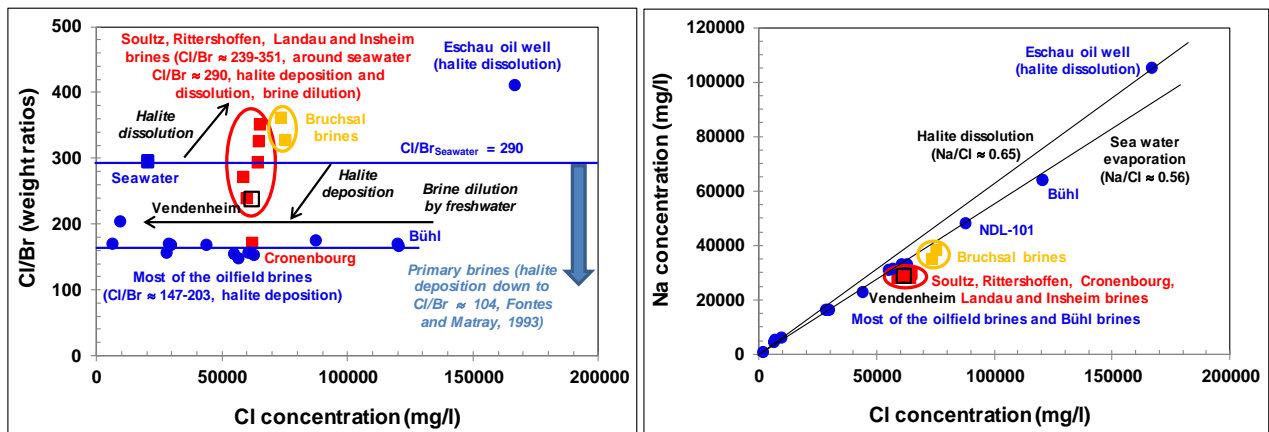 Cl/Br (weight ratios)
500
400
300
200
100
0
Soultz, Rittershoffen, Landau and Insheim
brines (Cl/Br ≈ 239-351, around seawater
Cl/Br ≈ 290, halite deposition and
dissolution, brine dilution)
Eschau oil well
(halite dissolution)
Halite
dissolution
Bruchsal
brines
Cl/BrSeawater = 290
Seawater
Halite
deposition
Brine dilution
by freshwater
Vendenheim
Bühl
Cronenbourg
Most of the oilfield brines
(Cl/Br ≈ 147-203, halite deposition)
Primary brines (halite
deposition down to
Cl/Br ≈ 104, Fontes
and Matray, 1993)
0 50000 100000 150000 200000
Cl concentration (mg/l)
Na concentration (mg/l)
120000
100000
80000
60000
40000
20000
0
Eschau oil well
(halite dissolution)
Halite dissolution
(Na/Cl ≈ 0.65)
Sea water
evaporation
(Na/Cl ≈ 0.56)
Bühl
NDL-101
Bruchsal brines
Soultz, Rittershoffen, Cronenbourg,
Vendenheim Landau and Insheim brines
Most of the oilfield brines and Bühl brines
0 50000 100000 150000 200000
Cl concentration (mg/l)